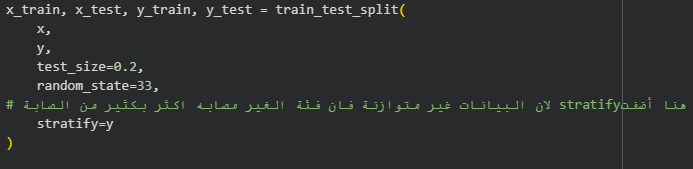 x_train, x_test, y_train, y_test = train_test_split(
x,
y,
test_size=0.2,
random_state=33,
# هنا أضفت stratify لان البيانات غير متوازنة فان فئة الغير مصابه اكثر بكثير من الصابة
stratify=y
)